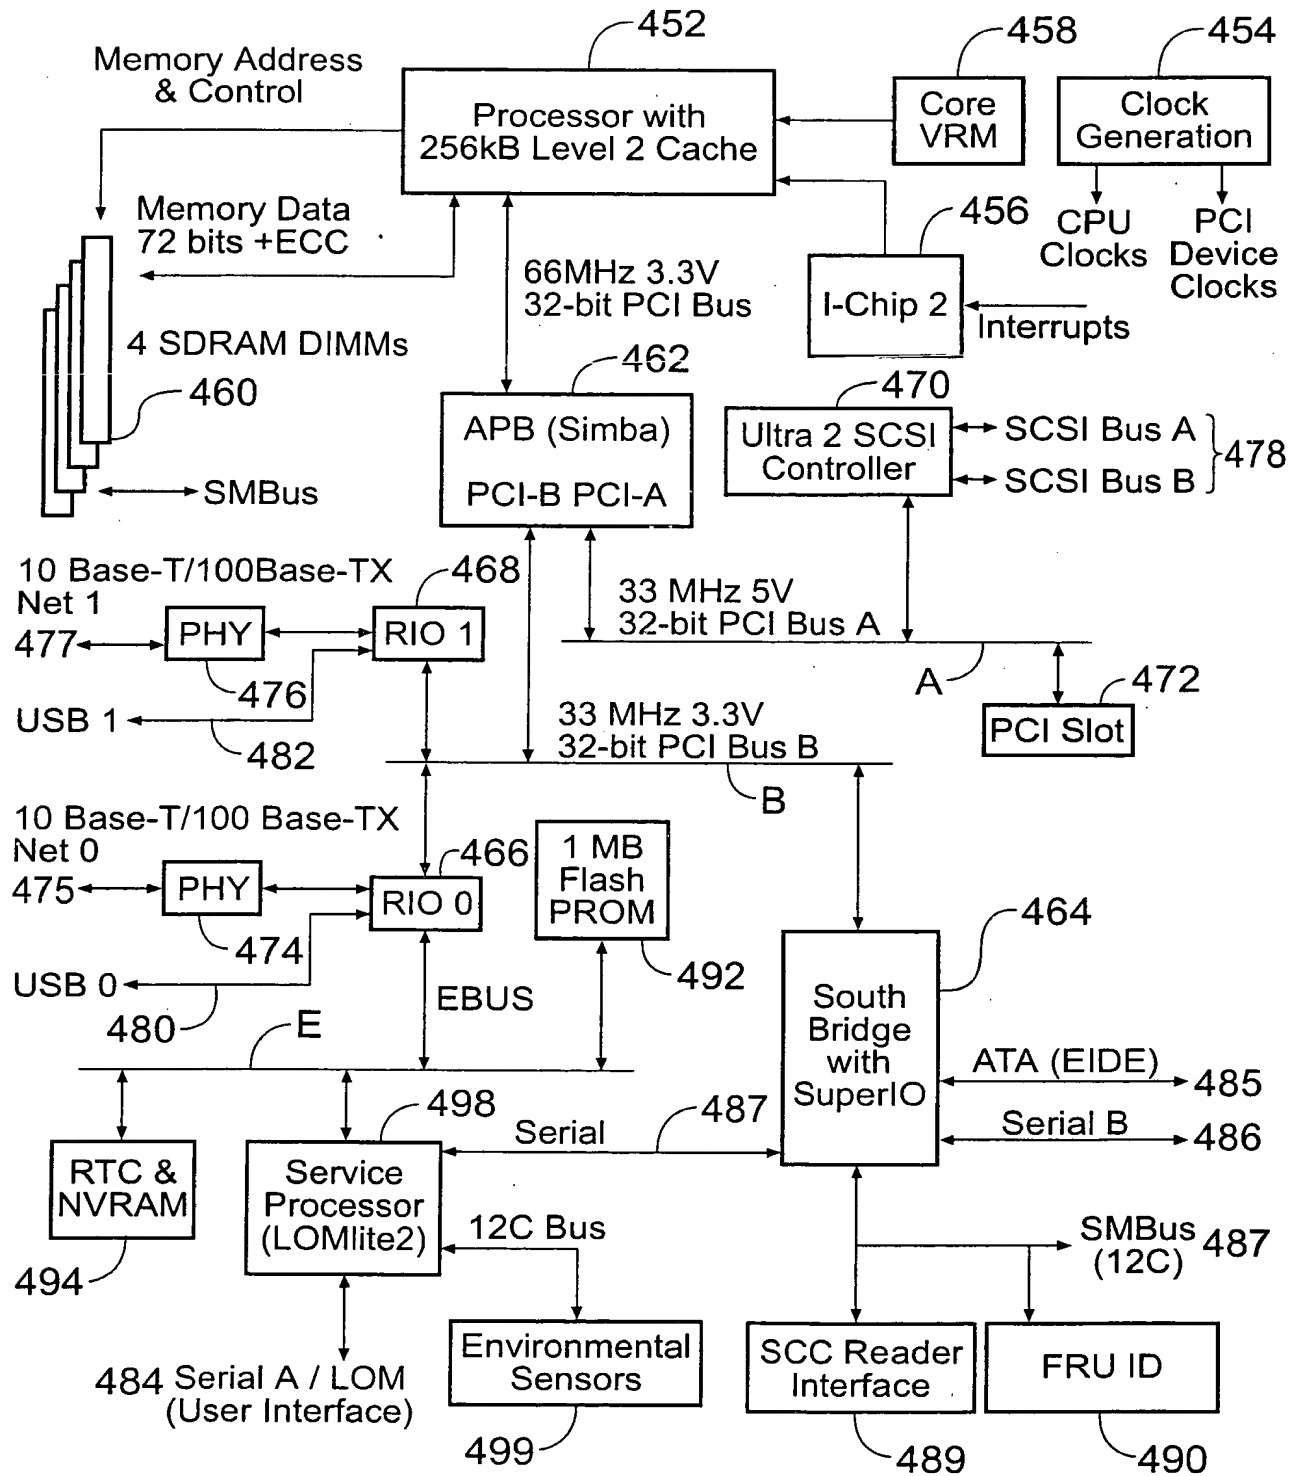 452
458
454
Memory Address
& Control
Processor with
256kB Level 2 Cache
Core
VRM
Clock
Generation
Memory Data
72 bits +ECC
456
CPU
Clocks
PCI
Device
Clocks
66MHz 3.3V
32-bit PCI Bus
I-Chip 2
Interrupts
4 SDRAM DIMMs
460
462
470
APB (Simba)
PCI-B PCI-A
Ultra 2 SCSI
Controller
SCSI Bus A
SCSI Bus B
478
SMBus
10 Base-T/100Base-TX
Net 1
468
477
PHY
RIO 1
33 MHz 5V
32-bit PCI Bus A
476
A
472
USB 1
482
33 MHz 3.3V
32-bit PCI Bus B
PCI Slot
B
10 Base-T/100 Base-TX
Net 0
466
1 MB
Flash
PROM
475
PHY
RIO 0
474
492
464
USB 0
480
E
EBUS
South
Bridge
with
SuperIO
ATA (EIDE)
485
498
487
Serial
Serial B
486
RTC &
NVRAM
Service
Processor
(LOMlite2)
12C Bus
494
SMBus
(12C)
487
484
Serial A / LOM
(User Interface)
Environmental
Sensors
SCC Reader
Interface
FRU ID
499
489
490